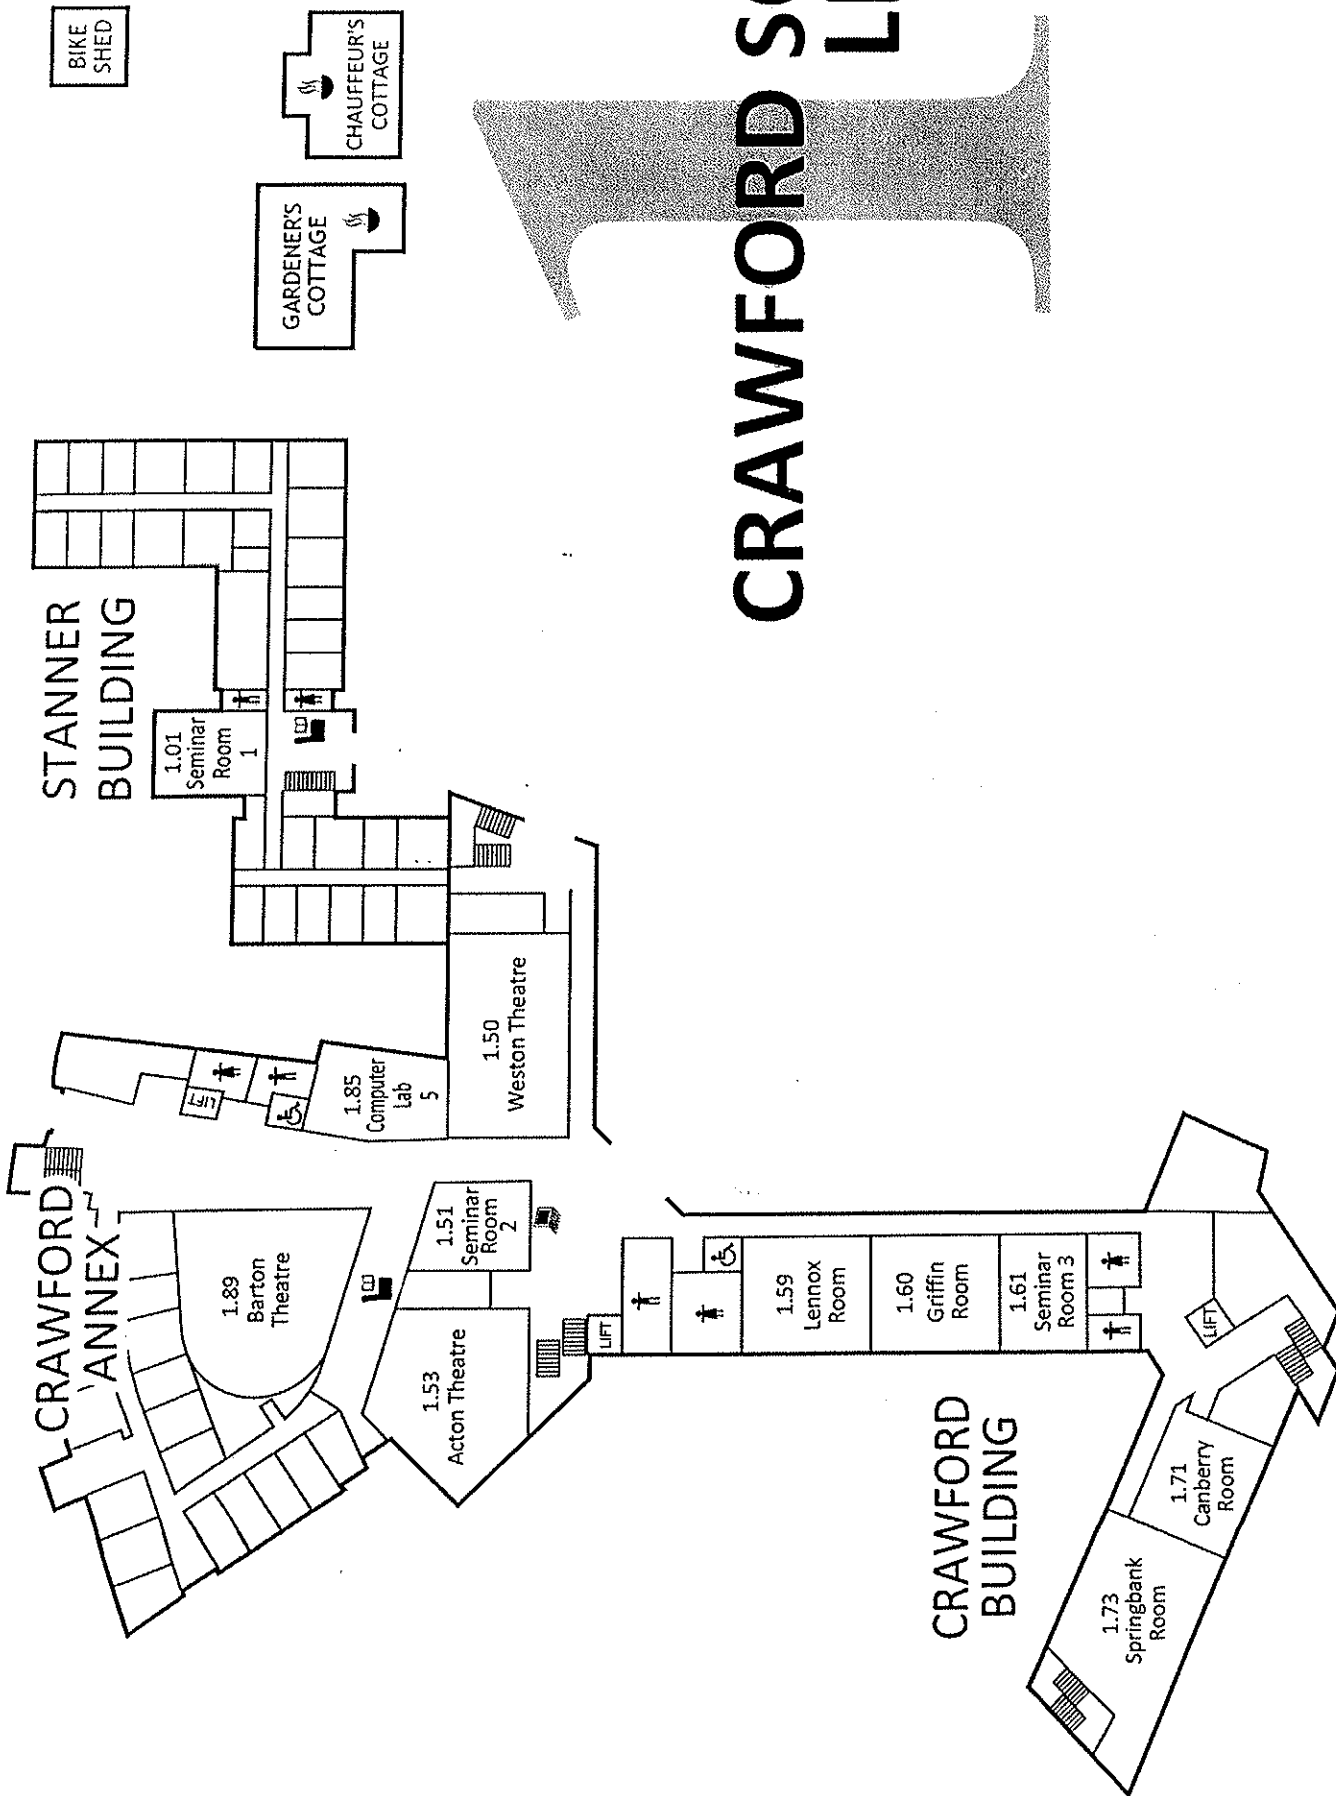 BIKE
SHED
CHAUFFEUR'S
COTTAGE
GARDENER'S
COTTAGE
STANNER
BUILDING
1.01
Seminar
Room
1
CRAWFORD
ANNEX
LIFT
1.85
Computer
Lab
5
1.50
Weston Theatre
1.89
Barton
Theatre
1.51
Seminar
Room
2
1.53
Acton Theatre
LIFT
1.59
Lennox
Room
1.60
Griffin
Room
1.61
Seminar
Room 3
LIFT
CRAWFORD
BUILDING
1.71
Canberry
Room
1.73
Springbank
Room
1
CRAWFORD